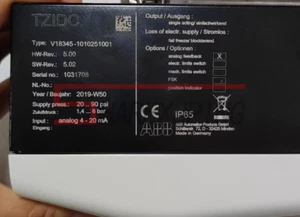 TZIDC
Type: V18345-1010251001
HW-Rev.: 5.00
SW-Rev.: 5.02
Serial no.: 1031708
NL-No.:
Year / Baujahr: 2019-W50
Supply press.: 20 ... 90 psi
Zuluftdruck: 1,4 ... 6 bar
Input: analog 4 - 20 mA
Output / Ausgang:
single acting/ einfachwirkend
Loss of electr. supply / Stromlos:
fail freeze/ blockierend
Options / Optionen:
analog feedback
mech. limits switch
mech. limits switch
FSK
position indicator
IP65
ABB
ABB Automation Products GmbH
Schillerstr. 72, D - 32425 Minden
Made in Germany